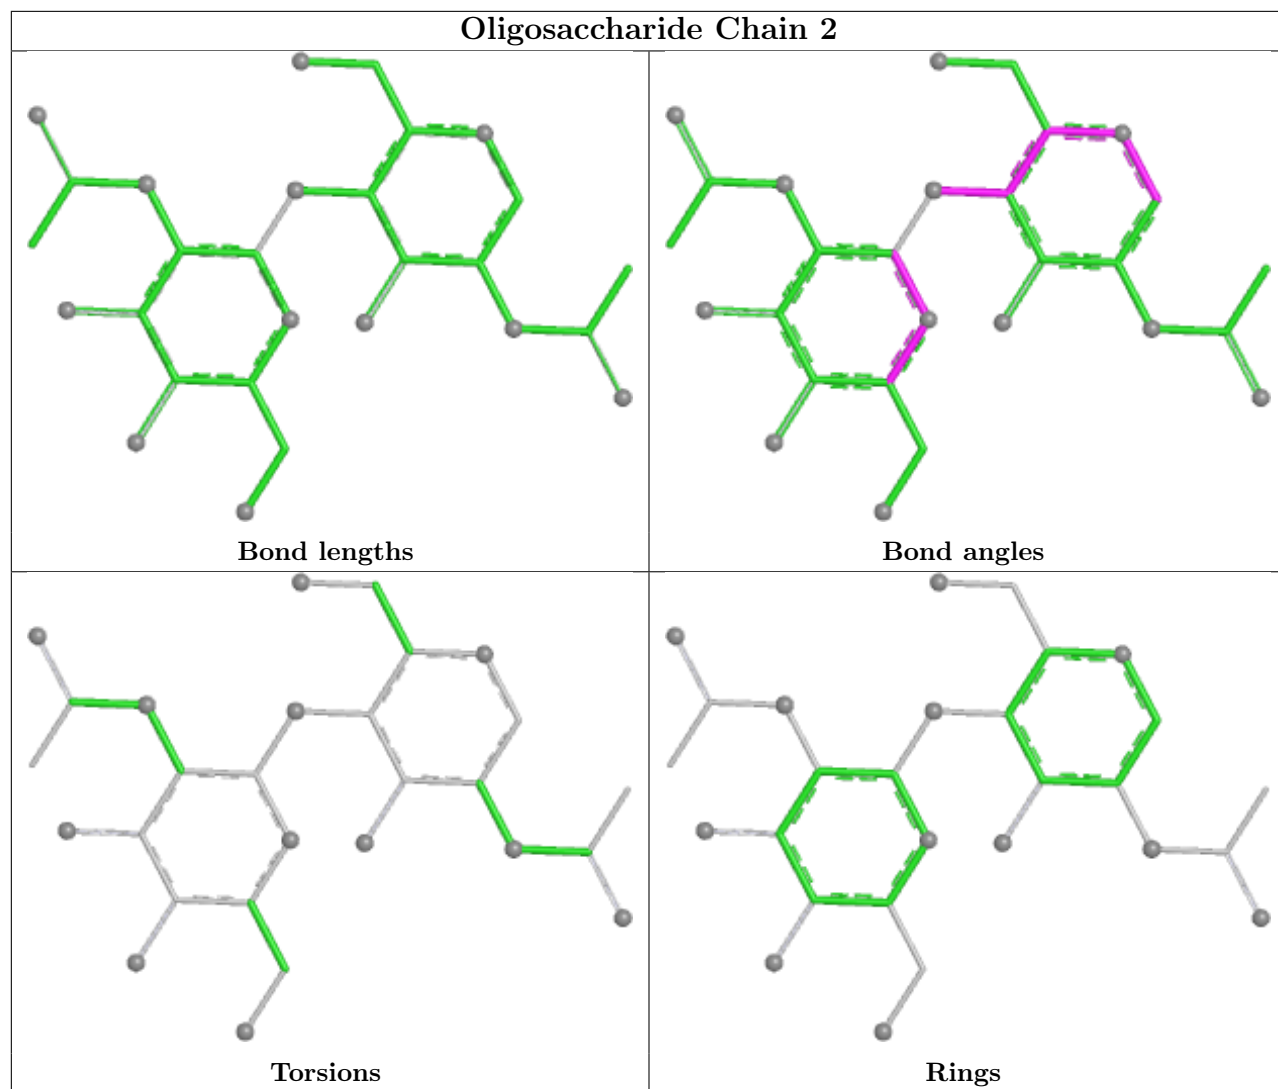 Oligosaccharide Chain 2
Bond lengths
Bond angles
Torsions
Rings